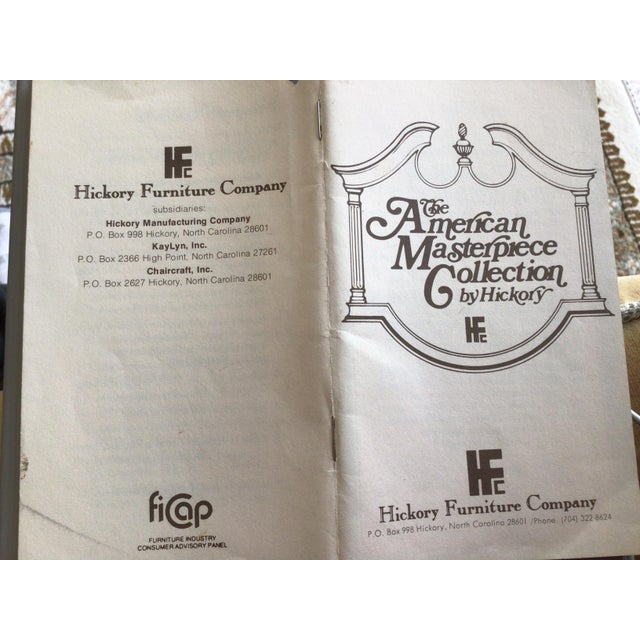 HFc
Hickory Furniture Company
subsidiaries:
Hickory Manufacturing Company
P.O. Box 998 Hickory, North Carolina 28601
KayLyn, Inc.
P.O. Box 2366 High Point, North Carolina 27261
Chaircraft, Inc.
P.O. Box 2627 Hickory, North Carolina 28601
ficap
FURNITURE INDUSTRY
CONSUMER ADVISORY PANEL
The
American
Masterpiece
Collection
by Hickory
HFc
HFc
Hickory Furniture Company
P.O. Box 998 Hickory, North Carolina 28601 /Phone. (704) 322-8624